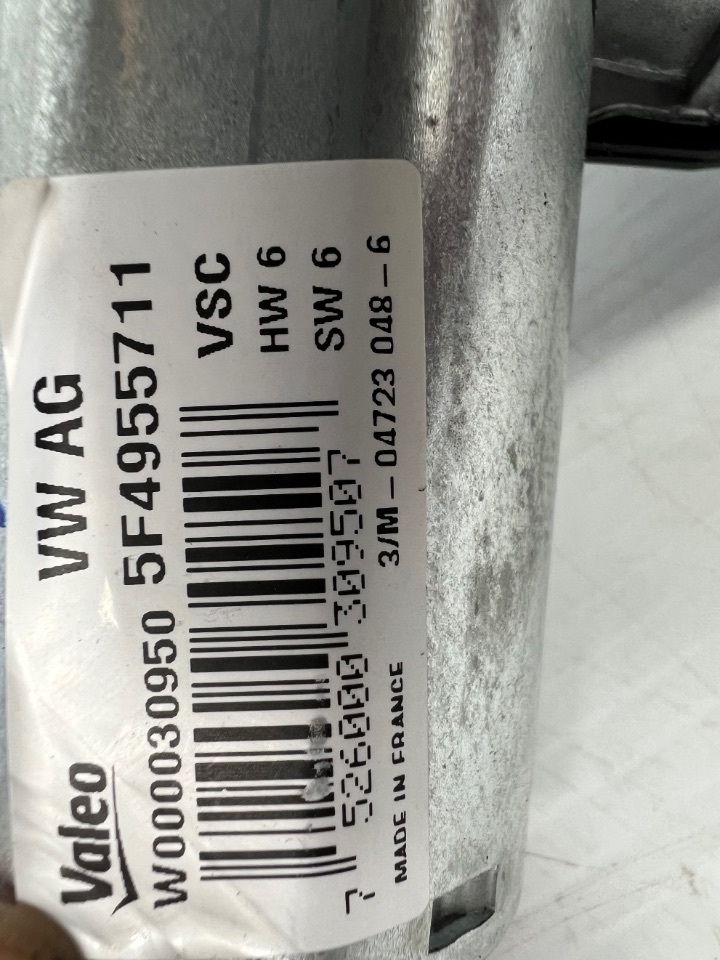 Valeo VW AG
W000030950 5F4955711
VSC
HW 6
SW 6
7 526000 309507
3/M - 04723 048 - 6
MADE IN FRANCE